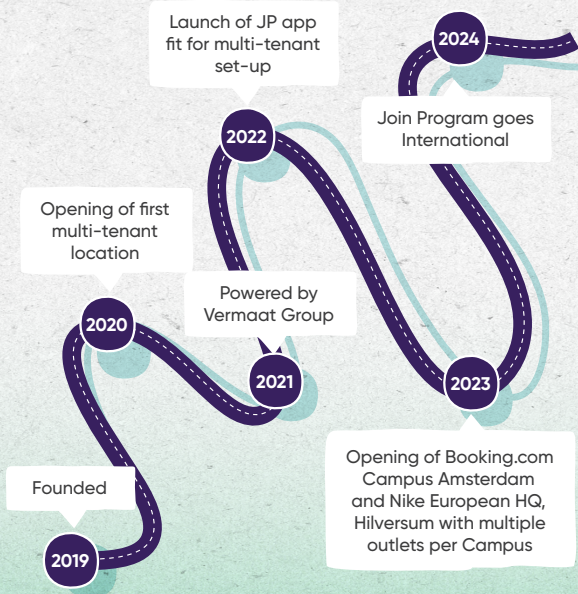 Launch of JP app
fit for multi-tenant
set-up
2024
Join Program goes
International
2022
Opening of first
multi-tenant
location
Powered by
Vermaat Group
2020
2021
2023
Opening of Booking.com
Campus Amsterdam
and Nike European HQ,
Hilversum with multiple
outlets per Campus
Founded
2019